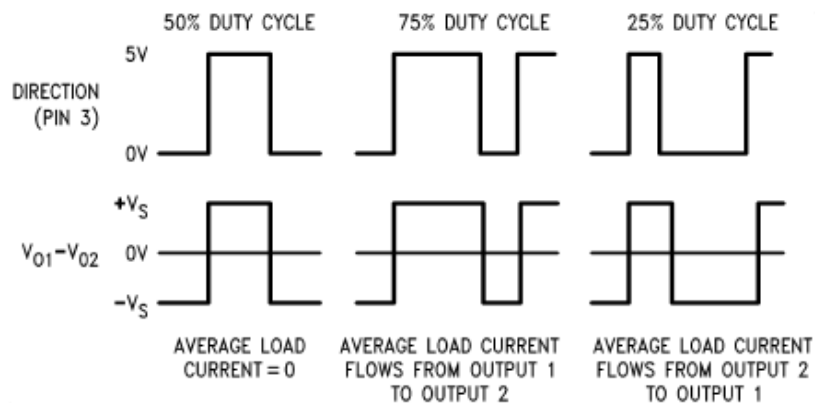 50% DUTY CYCLE
75% DUTY CYCLE
25% DUTY CYCLE
5V
DIRECTION
(PIN 3)
0V
+VS
VO1–VO2
0V
–VS
AVERAGE LOAD
CURRENT = 0
AVERAGE LOAD CURRENT
FLOWS FROM OUTPUT 1
TO OUTPUT 2
AVERAGE LOAD CURRENT
FLOWS FROM OUTPUT 2
TO OUTPUT 1